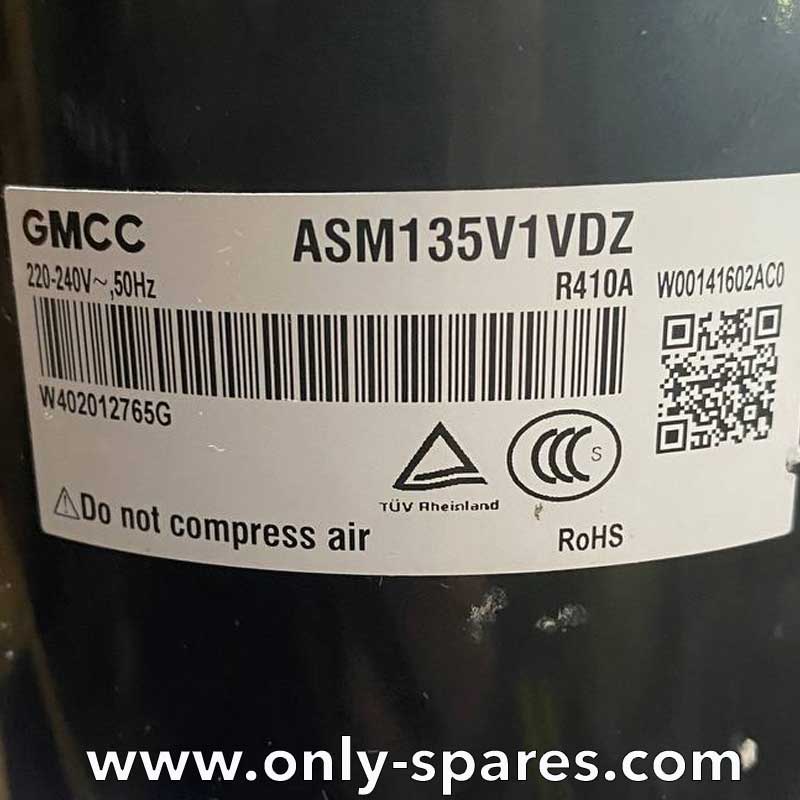 GMCC ASM135V1VDZ
220-240V~,50Hz R410A W00141602AC0
W402012765G
TÜV Rheinland
CCC S
⚠Do not compress air
RoHS
www.only-spares.com